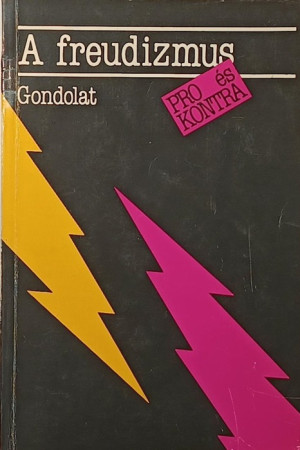 A freudizmus
PRO és
KONTRA
Gondolat